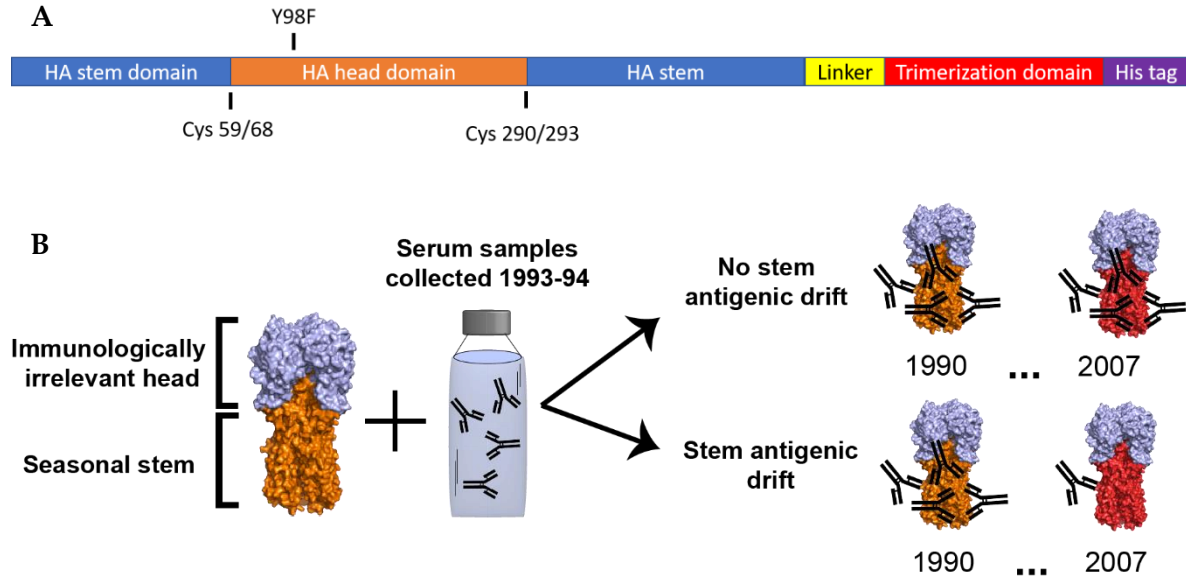 A
Y98F
HA stem domain HA head domain HA stem Linker Trimerization domain His tag
Cys 59/68 Cys 290/293
B
Serum samples
collected 1993-94
Immunologically
irrelevant head
Seasonal stem
No stem
antigenic drift
1990 ... 2007
Stem antigenic
drift
1990 ... 2007